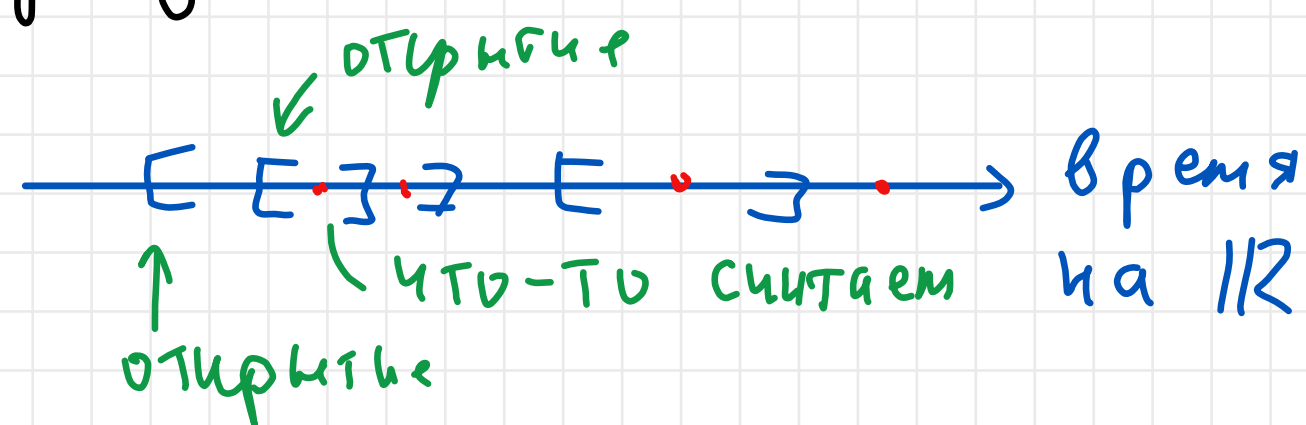 открытие
[ [ ] ] [ ] время
на ℝ
что-то считаем
открытие